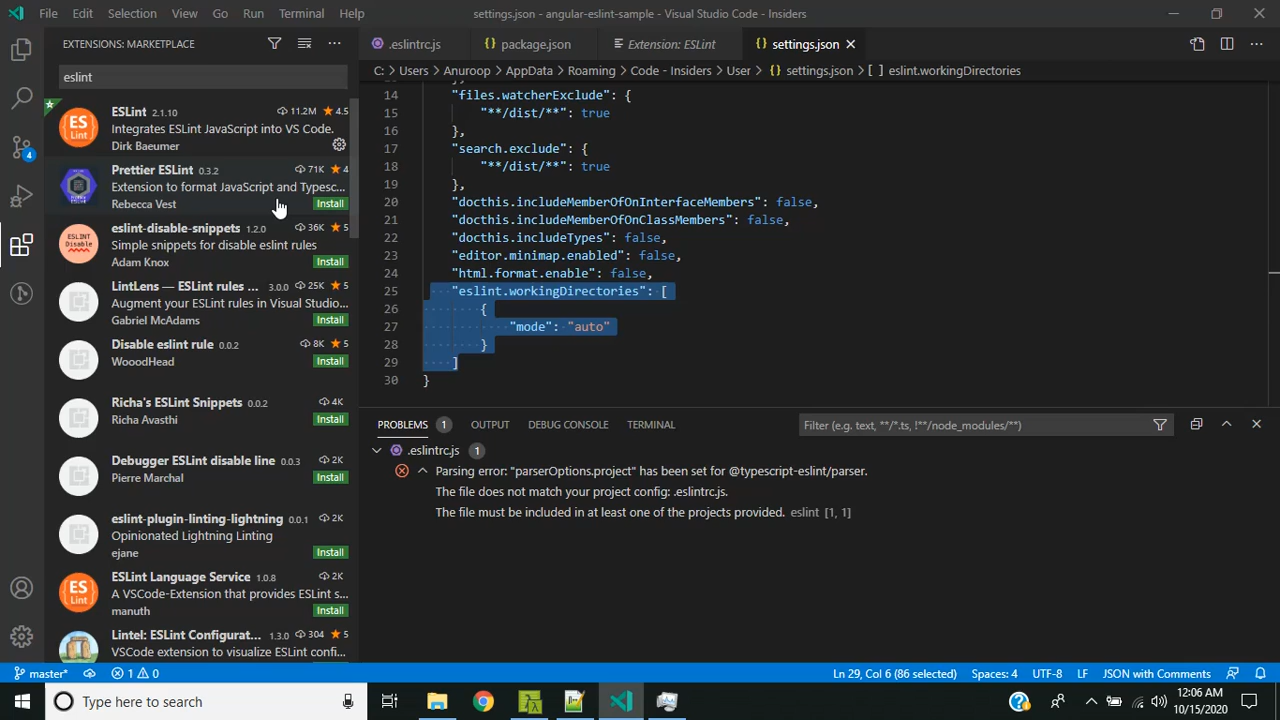 File Edit Selection View Go Run Terminal Help settings.json - angular-eslint-sample - Visual Studio Code - Insiders
EXTENSIONS: MARKETPLACE
.eslintrc.js package.json Extension: ESLint settings.json
C: > Users > Anuroop > AppData > Roaming > Code - Insiders > User > settings.json > [ ] eslint.workingDirectories
eslint
ESLint 2.1.10 11.2M 4.5
Integrates ESLint JavaScript into VS Code.
Dirk Baeumer
Prettier ESLint 0.3.2 71K 4
Extension to format JavaScript and Typesc...
Rebecca Vest Install
eslint-disable-snippets 1.2.0 36K 5
Simple snippets for disable eslint rules
Adam Knox Install
LintLens — ESLint rules ... 3.0.0 25K 5
Augment your ESLint rules in Visual Studio...
Gabriel McAdams Install
Disable eslint rule 0.0.2 8K 5
WooodHead Install
Richa's ESLint Snippets 0.0.2 4K
Richa Avasthi Install
Debugger ESLint disable line 0.0.3 2K
Pierre Marchal Install
eslint-plugin-linting-lightning 0.0.1 2K
Opinionated Lightning Linting
ejane Install
ESLint Language Service 1.0.8 2K
A VSCode-Extension that provides ESLint s...
manuth Install
Lintel: ESLint Configurat... 1.3.0 304 5
VSCode extension to visualize ESLint confi...
ESLint
ESLint
ESLINT
Disable
4
14 "files.watcherExclude": {
15 "**/dist/**": true
16 },
17 "search.exclude": {
18 "**/dist/**": true
19 },
20 "docthis.includeMemberOfOnInterfaceMembers": false,
21 "docthis.includeMemberOfOnClassMembers": false,
22 "docthis.includeTypes": false,
23 "editor.minimap.enabled": false,
24 "html.format.enable": false,
25 "eslint.workingDirectories": [
26 {
27 "mode": "auto"
28 }
29 ]
30 }
PROBLEMS 1 OUTPUT DEBUG CONSOLE TERMINAL Filter (e.g. text, **/*.ts, !**/node_modules/**)
.eslintrc.js 1
Parsing error: "parserOptions.project" has been set for @typescript-eslint/parser.
The file does not match your project config: .eslintrc.js.
The file must be included in at least one of the projects provided. eslint [1, 1]
master* 1 0 Ln 29, Col 6 (86 selected) Spaces: 4 UTF-8 LF JSON with Comments
Type here to search
12:06 AM
10/15/2020